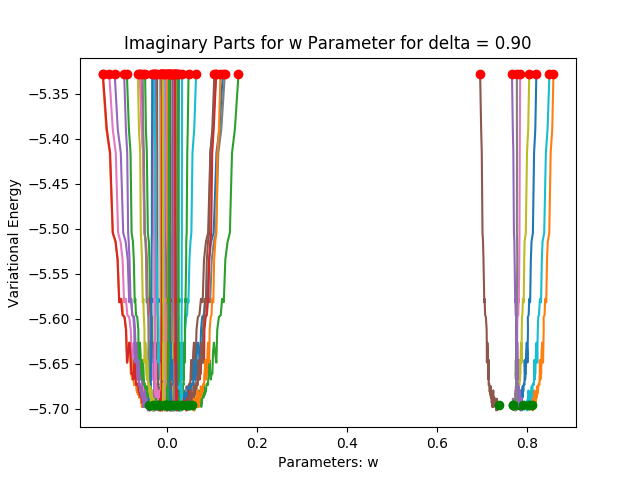 Imaginary Parts for w Parameter for delta = 0.90
Variational Energy
−5.35
−5.40
−5.45
−5.50
−5.55
−5.60
−5.65
−5.70
0.0 0.2 0.4 0.6 0.8
Parameters: w